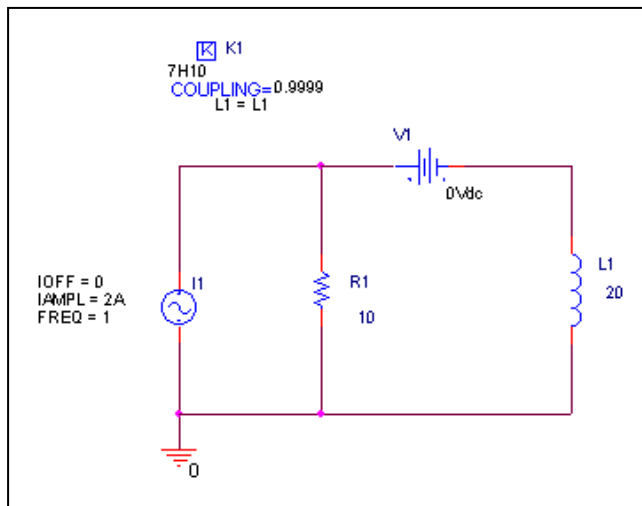 K K1
7H10
COUPLING=0.9999
L1 = L1
V1
0Vdc
IOFF = 0
IAMPL = 2A
FREQ = 1
I1
R1
10
L1
20
0